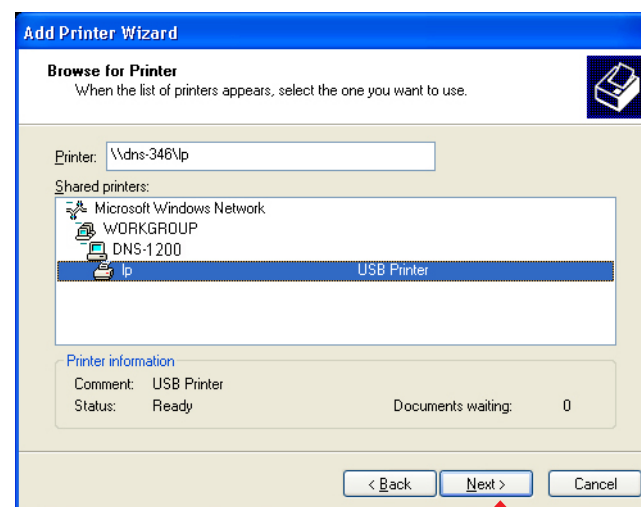 Add Printer Wizard
Browse for Printer
When the list of printers appears, select the one you want to use.
Printer: \\dns-346\lp
Shared printers:
Microsoft Windows Network
WORKGROUP
DNS-1200
lp USB Printer
Printer information
Comment: USB Printer
Status: Ready Documents waiting: 0
< Back Next > Cancel